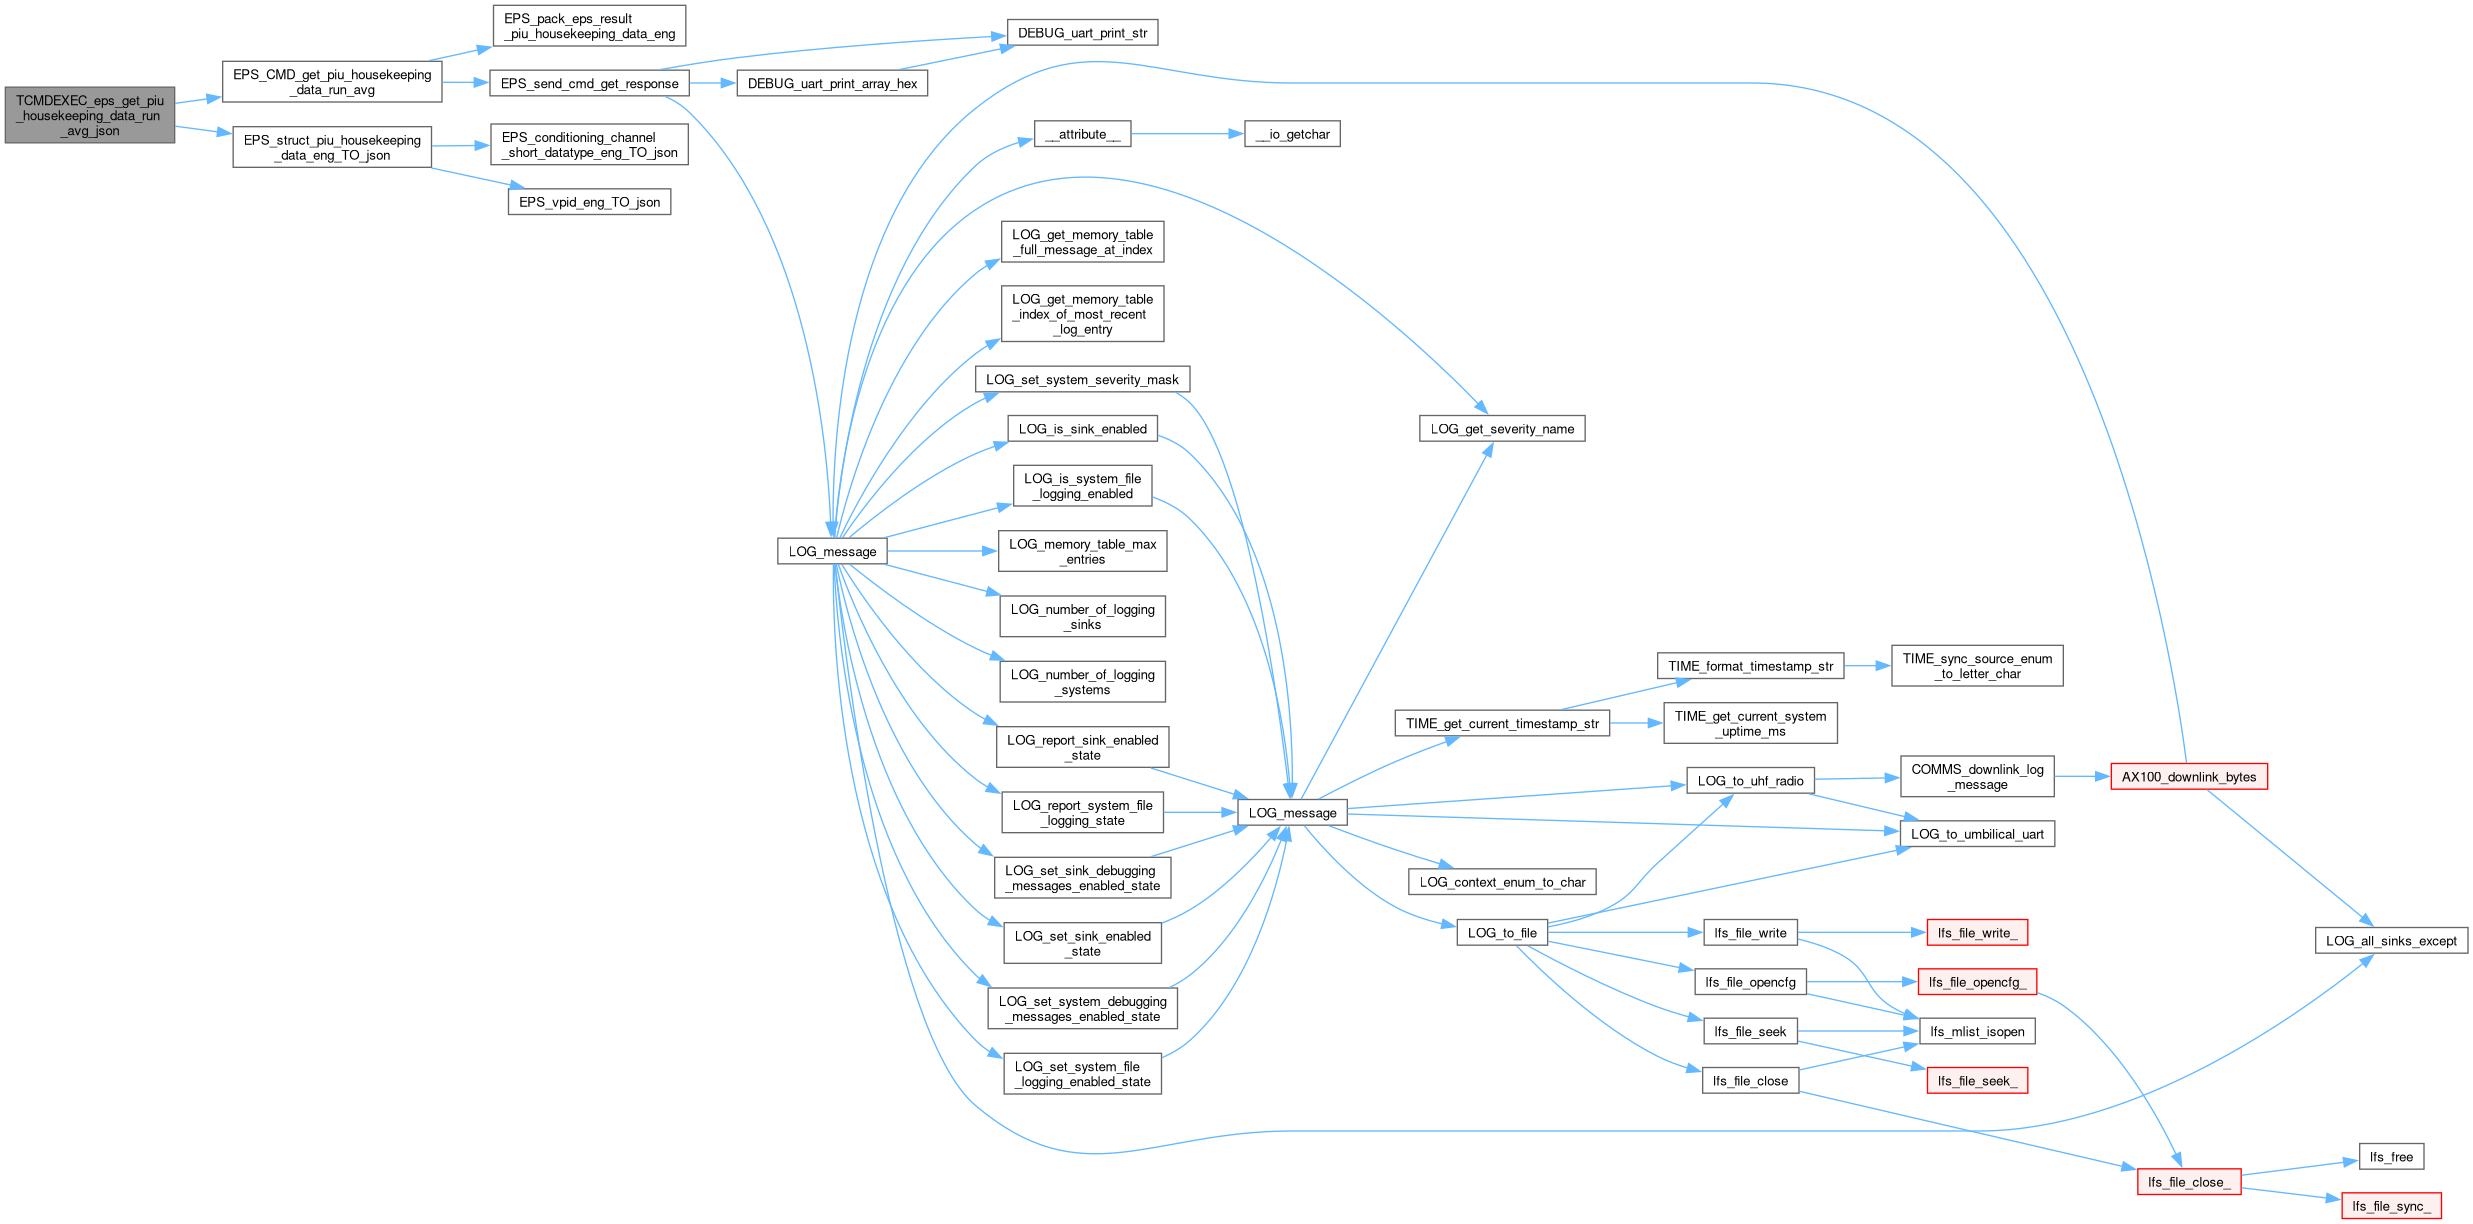 TCMDEXEC_eps_get_piu
_housekeeping_data_run
_avg_json
EPS_CMD_get_piu_housekeeping
_data_run_avg
EPS_struct_piu_housekeeping
_data_eng_TO_json
EPS_pack_eps_result
_piu_housekeeping_data_eng
EPS_send_cmd_get_response
EPS_conditioning_channel
_short_datatype_eng_TO_json
EPS_vpid_eng_TO_json
DEBUG_uart_print_array_hex
LOG_message
DEBUG_uart_print_str
__attribute__
__io_getchar
LOG_get_memory_table
_full_message_at_index
LOG_get_memory_table
_index_of_most_recent
_log_entry
LOG_set_system_severity_mask
LOG_is_sink_enabled
LOG_is_system_file
_logging_enabled
LOG_memory_table_max
_entries
LOG_number_of_logging
_sinks
LOG_number_of_logging
_systems
LOG_report_sink_enabled
_state
LOG_report_system_file
_logging_state
LOG_set_sink_debugging
_messages_enabled_state
LOG_set_sink_enabled
_state
LOG_set_system_debugging
_messages_enabled_state
LOG_set_system_file
_logging_enabled_state
LOG_message
LOG_get_severity_name
TIME_get_current_timestamp_str
LOG_context_enum_to_char
LOG_to_file
TIME_format_timestamp_str
TIME_get_current_system
_uptime_ms
LOG_to_uhf_radio
lfs_file_write
lfs_file_opencfg
lfs_file_seek
lfs_file_close
TIME_sync_source_enum
_to_letter_char
COMMS_downlink_log
_message
LOG_to_umbilical_uart
lfs_file_write_
lfs_file_opencfg_
lfs_mlist_isopen
lfs_file_seek_
AX100_downlink_bytes
lfs_file_close_
LOG_all_sinks_except
lfs_free
lfs_file_sync_